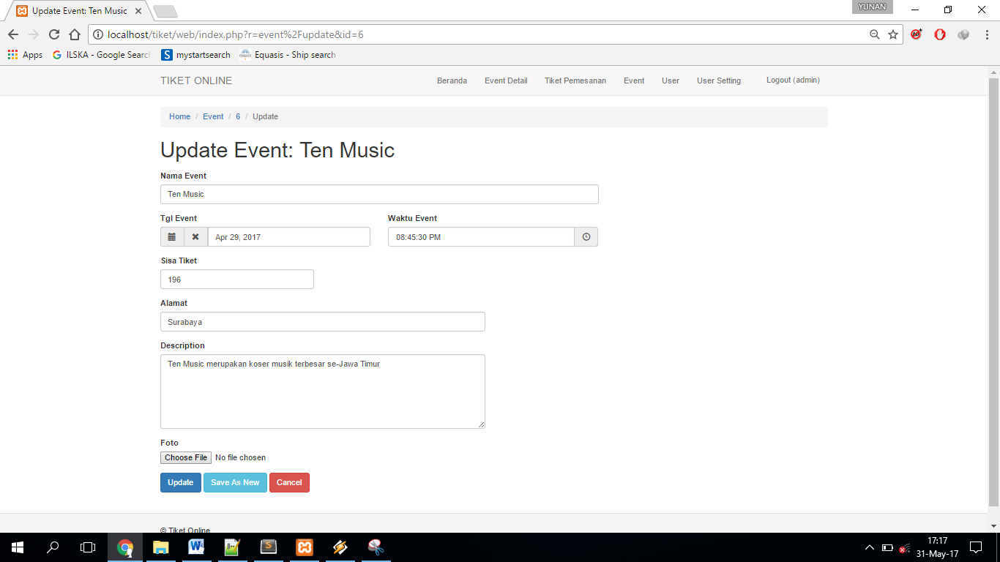 Update Event: Ten Music
YUNAN
localhost/tiket/web/index.php?r=event%2Fupdate&id=6
Apps ILSKA - Google Search mystartsearch Equasis - Ship search
TIKET ONLINE Beranda Event Detail Tiket Pemesanan Event User User Setting Logout (admin)
Home / Event / 6 / Update
Update Event: Ten Music
Nama Event
Ten Music
Tgl Event Waktu Event
Apr 29, 2017 08:45:30 PM
Sisa Tiket
196
Alamat
Surabaya
Description
Ten Music merupakan koser musik terbesar se-Jawa Timur
Foto
Choose File No file chosen
Update Save As New Cancel
© Tiket Online
17:17
31-May-17